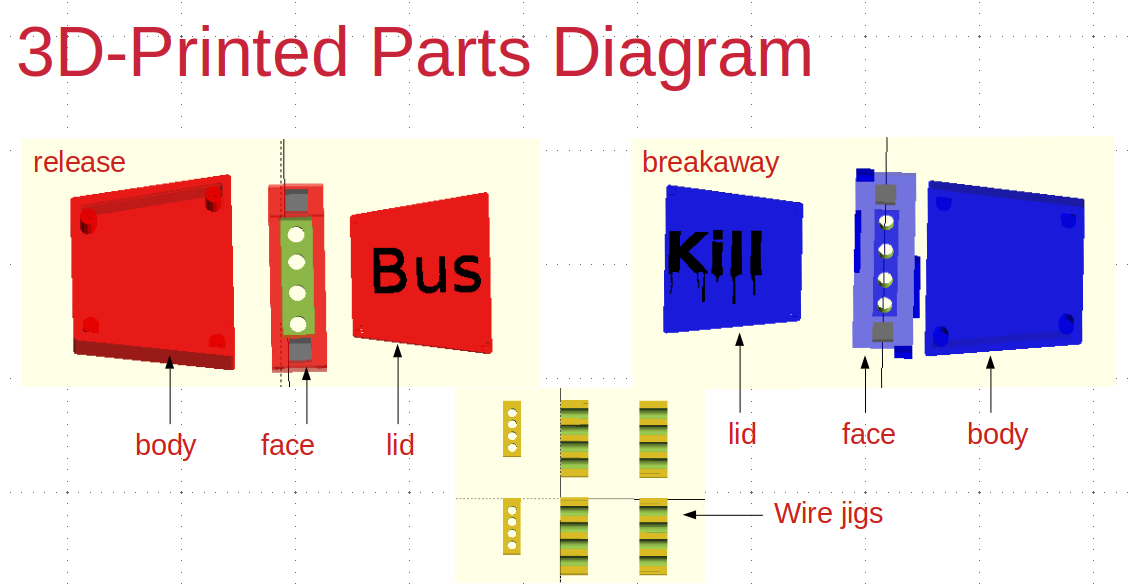 3D-Printed Parts Diagram
release
breakaway
Bus
Kill
body
face
lid
lid
face
body
Wire jigs